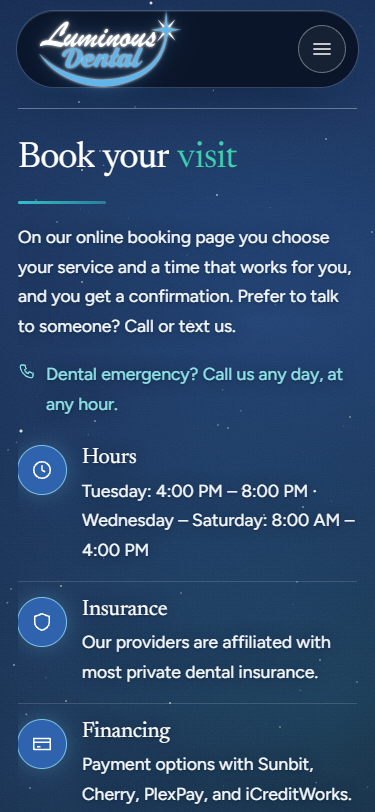 Luminous
Dental
Book your visit
On our online booking page you choose
your service and a time that works for you,
and you get a confirmation. Prefer to talk
to someone? Call or text us.
Dental emergency? Call us any day, at
any hour.
Hours
Tuesday: 4:00 PM – 8:00 PM ·
Wednesday – Saturday: 8:00 AM –
4:00 PM
Insurance
Our providers are affiliated with
most private dental insurance.
Financing
Payment options with Sunbit,
Cherry, PlexPay, and iCreditWorks.